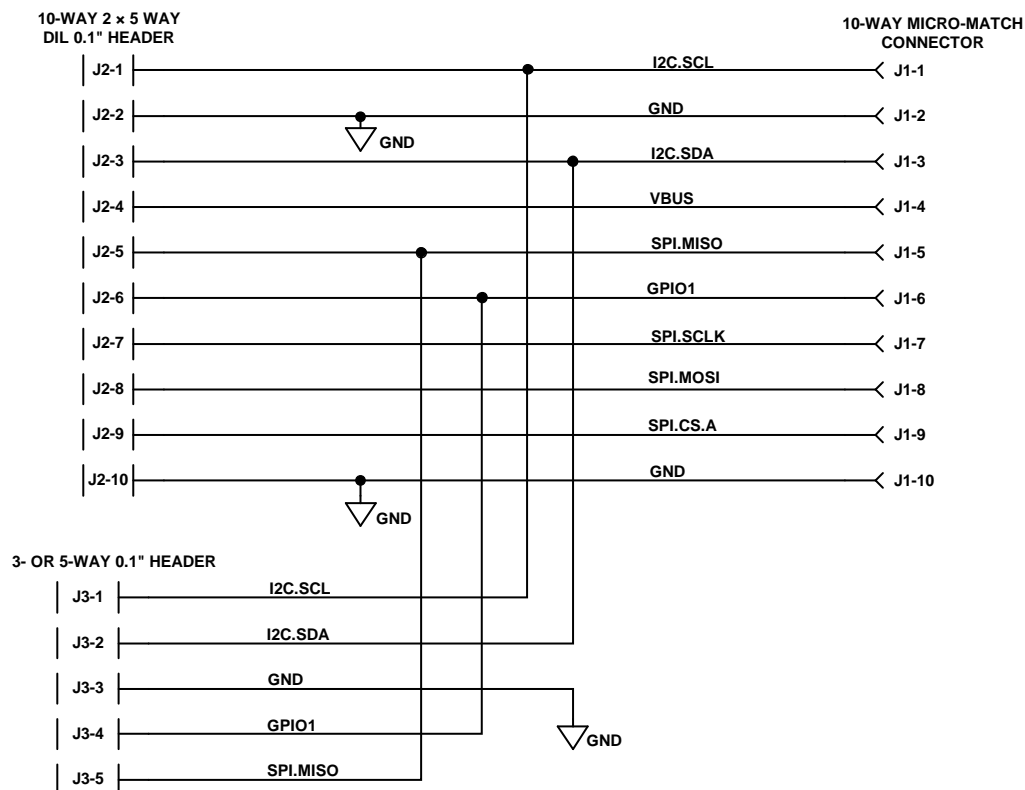 10-WAY 2 × 5 WAY
DIL 0.1" HEADER
10-WAY MICRO-MATCH
CONNECTOR
J2-1 I2C.SCL J1-1
J2-2 GND J1-2
GND
J2-3 I2C.SDA J1-3
J2-4 VBUS J1-4
J2-5 SPI.MISO J1-5
J2-6 GPIO1 J1-6
J2-7 SPI.SCLK J1-7
J2-8 SPI.MOSI J1-8
J2-9 SPI.CS.A J1-9
J2-10 GND J1-10
GND
3- OR 5-WAY 0.1" HEADER
J3-1 I2C.SCL
J3-2 I2C.SDA
J3-3 GND
J3-4 GPIO1
GND
J3-5 SPI.MISO